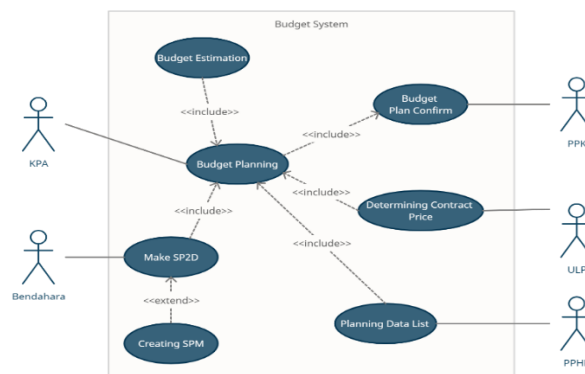 Budget System
Budget Estimation
<<include>>
Budget
Plan Confirm
<<include>>
KPA
PPK
Budget Planning
<<include>>
Determining Contract
Price
<<include>>
<<include>>
ULP
Make SP2D
Bendahara
<<extend>>
Planning Data List
Creating SPM